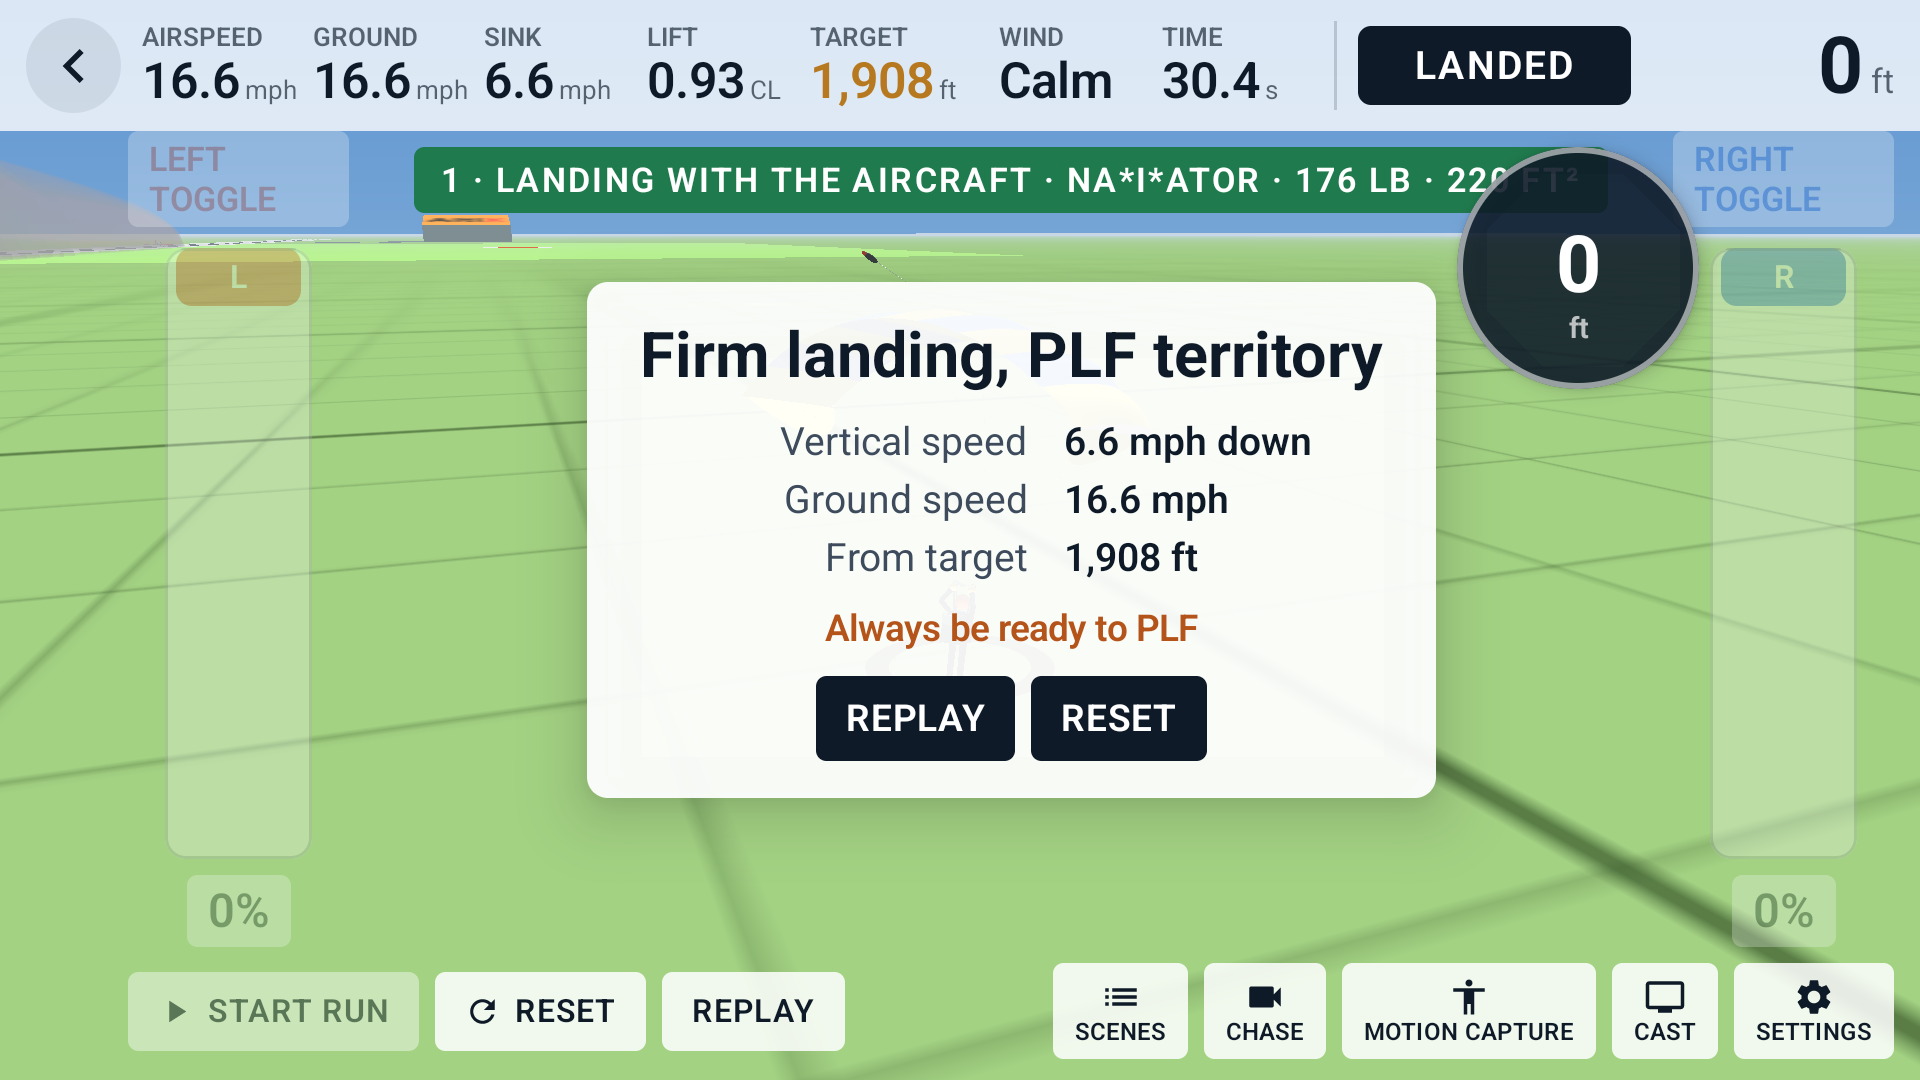 AIRSPEED GROUND SINK LIFT TARGET WIND TIME
16.6 mph 16.6 mph 6.6 mph 0.93 CL 1,908 ft Calm 30.4 s LANDED 0 ft
LEFT TOGGLE
1 · LANDING WITH THE AIRCRAFT · NA*I*ATOR · 176 LB · 220 FT²
RIGHT TOGGLE
L
0 ft
R
Firm landing, PLF territory
Vertical speed 6.6 mph down
Ground speed 16.6 mph
From target 1,908 ft
Always be ready to PLF
REPLAY RESET
0%
0%
START RUN RESET REPLAY SCENES CHASE MOTION CAPTURE CAST SETTINGS